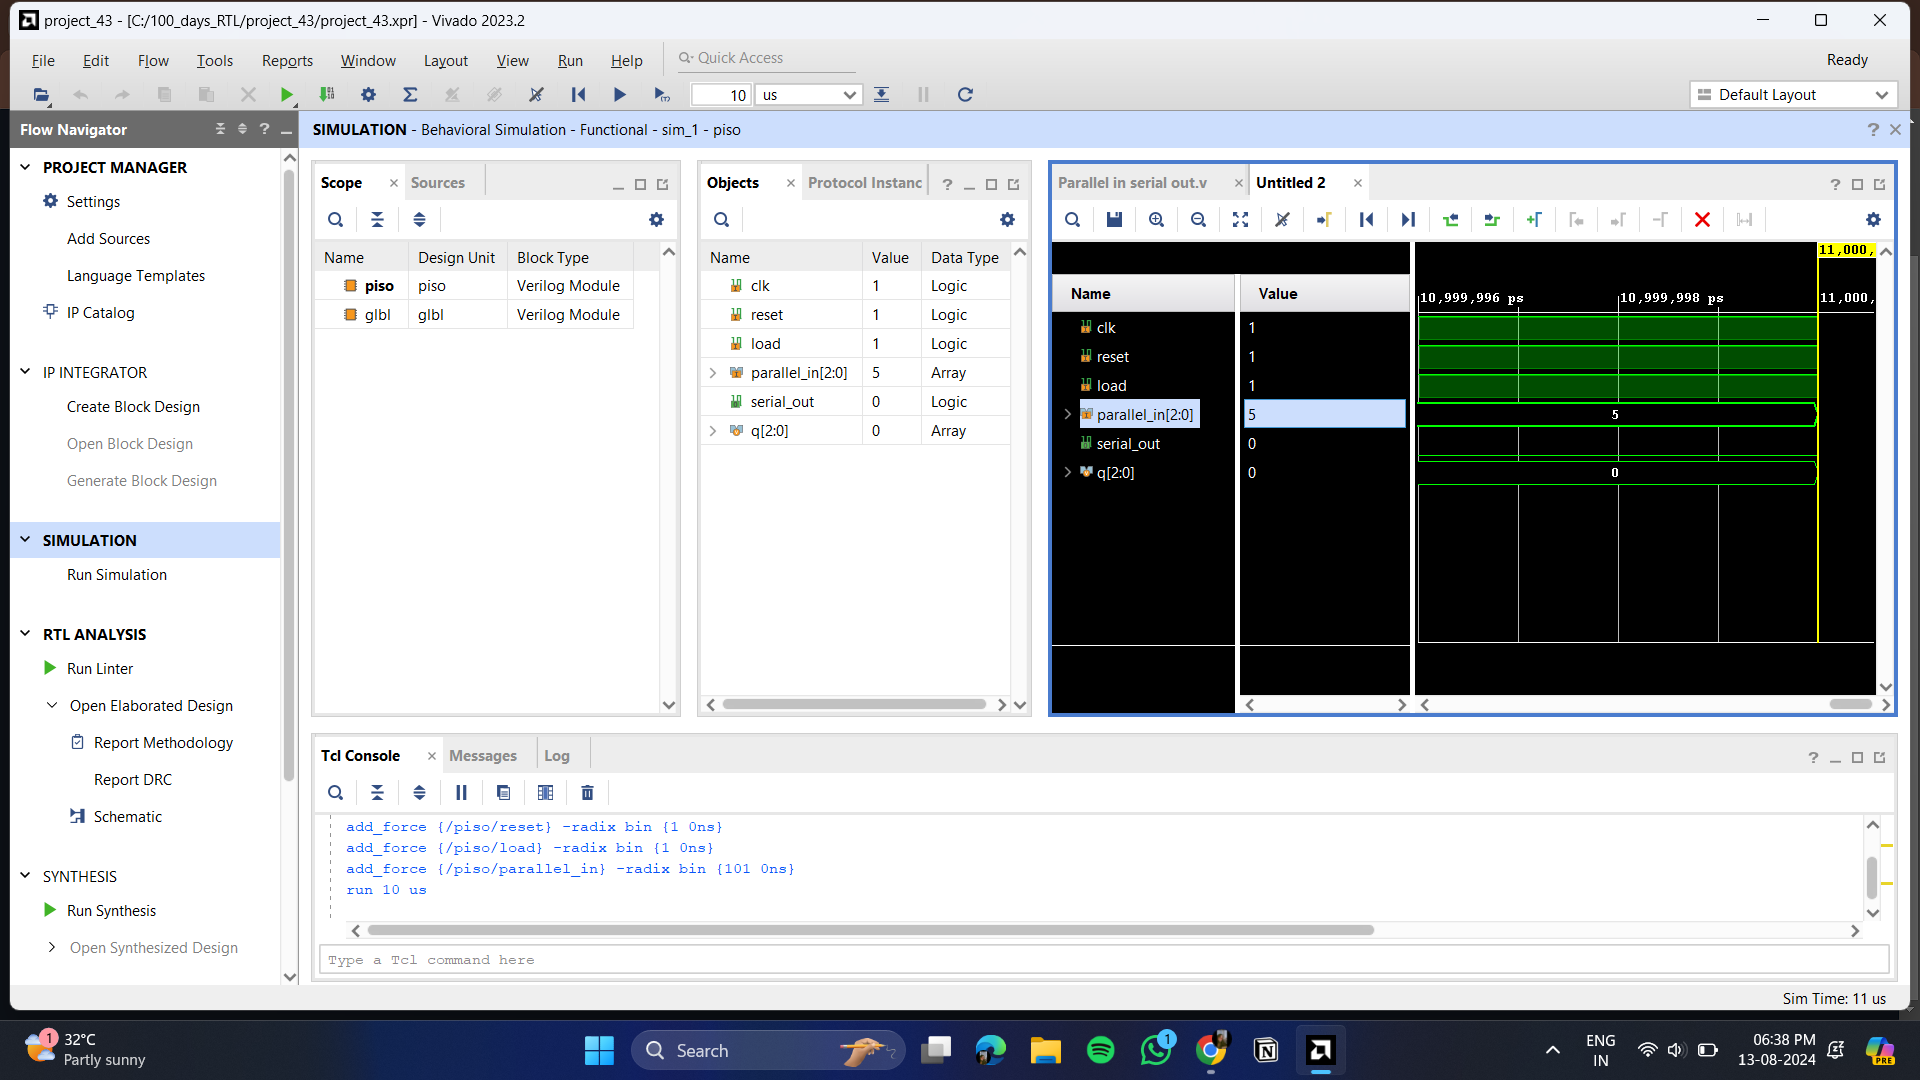 project_43 - [C:/100_days_RTL/project_43/project_43.xpr] - Vivado 2023.2
File Edit Flow Tools Reports Window Layout View Run Help Quick Access Ready
10 us Default Layout
Flow Navigator
SIMULATION - Behavioral Simulation - Functional - sim_1 - piso
PROJECT MANAGER
Settings
Add Sources
Language Templates
IP Catalog
IP INTEGRATOR
Create Block Design
Open Block Design
Generate Block Design
SIMULATION
Run Simulation
RTL ANALYSIS
Run Linter
Open Elaborated Design
Report Methodology
Report DRC
Schematic
SYNTHESIS
Run Synthesis
Open Synthesized Design
Scope Sources
Name Design Unit Block Type
piso piso Verilog Module
glbl glbl Verilog Module
Objects Protocol Instanc
Name Value Data Type
clk 1 Logic
reset 1 Logic
load 1 Logic
parallel_in[2:0] 5 Array
serial_out 0 Logic
q[2:0] 0 Array
Parallel in serial out.v Untitled 2
11,000,
10,999,996 ps 10,999,998 ps 11,000,
Name Value
clk 1
reset 1
load 1
parallel_in[2:0] 5 5
serial_out 0
q[2:0] 0 0
Tcl Console Messages Log
add_force {/piso/reset} -radix bin {1 0ns}
add_force {/piso/load} -radix bin {1 0ns}
add_force {/piso/parallel_in} -radix bin {101 0ns}
run 10 us
Type a Tcl command here
Sim Time: 11 us
1
32°C
Partly sunny
Search
1
ENG
IN
06:38 PM
13-08-2024
PRE